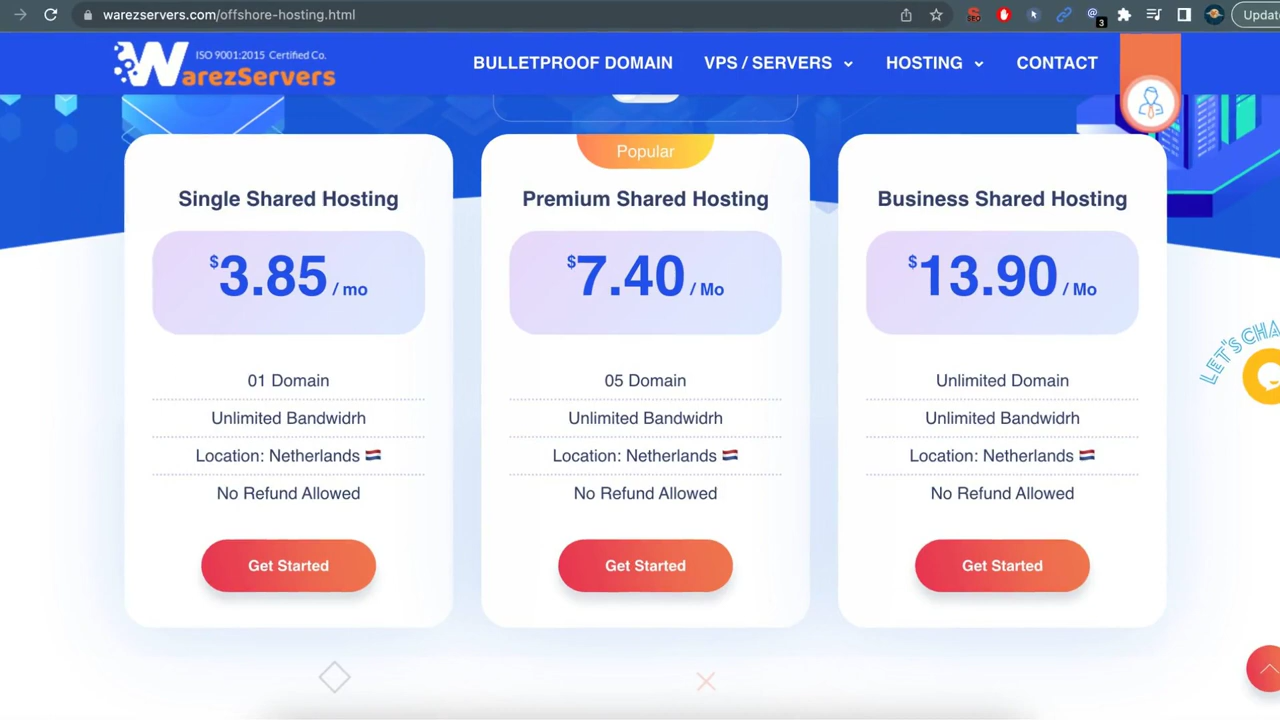 warezservers.com/offshore-hosting.html
SEO
3
Updat
ISO 9001:2015 Certified Co.
WarezServers
BULLETPROOF DOMAIN
VPS / SERVERS
HOSTING
CONTACT
Popular
Single Shared Hosting
$3.85 / mo
01 Domain
Unlimited Bandwidrh
Location: Netherlands
No Refund Allowed
Get Started
Premium Shared Hosting
$7.40 / Mo
05 Domain
Unlimited Bandwidrh
Location: Netherlands
No Refund Allowed
Get Started
Business Shared Hosting
$13.90 / Mo
Unlimited Domain
Unlimited Bandwidrh
Location: Netherlands
No Refund Allowed
Get Started
LET'S CHA